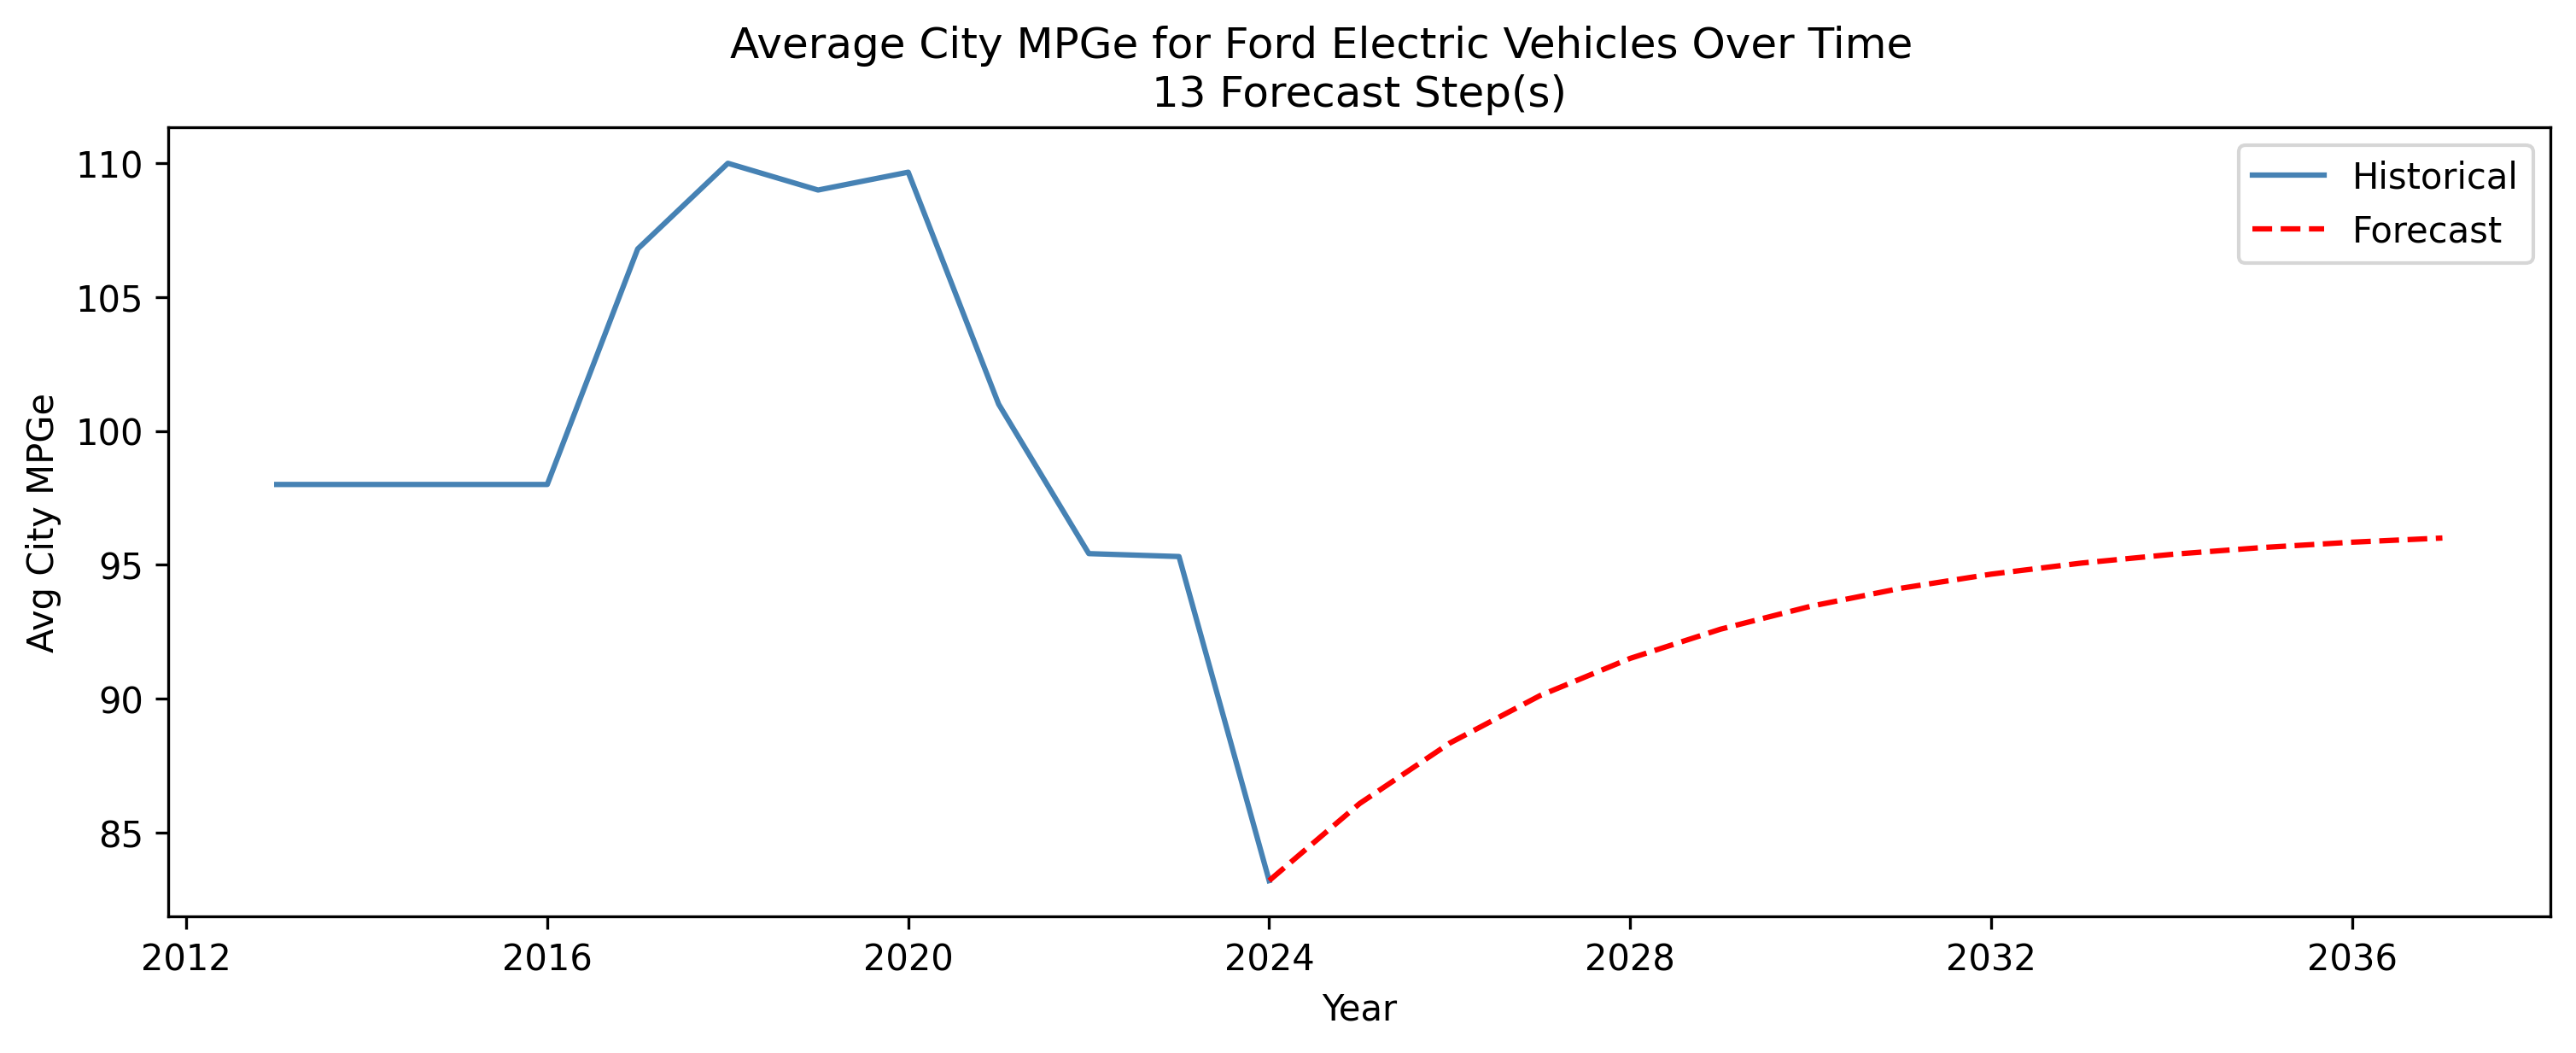 Average City MPGe for Ford Electric Vehicles Over Time
13 Forecast Step(s)
Historical
Forecast
Avg City MPGe
110
105
100
95
90
85
2012
2016
2020
2024
2028
2032
2036
Year